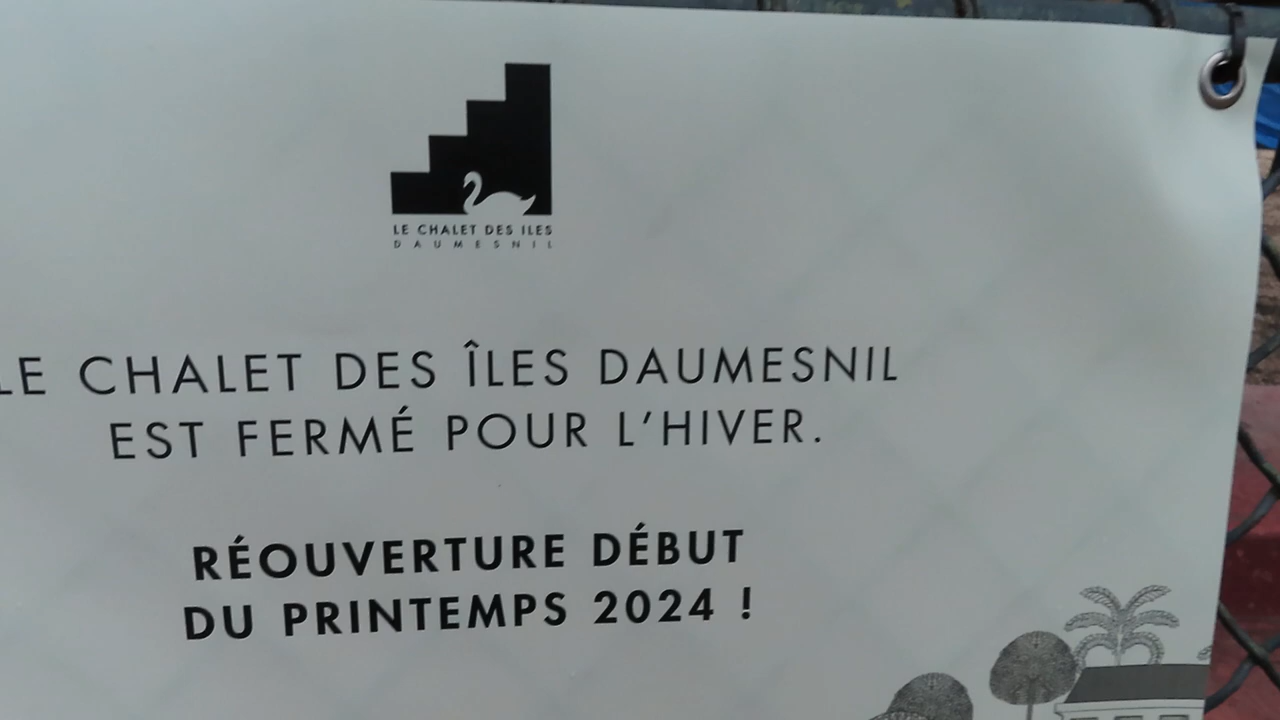 LE CHALET DES ILES
DAUMESNIL
LE CHALET DES ÎLES DAUMESNIL
EST FERMÉ POUR L'HIVER.
RÉOUVERTURE DÉBUT
DU PRINTEMPS 2024 !